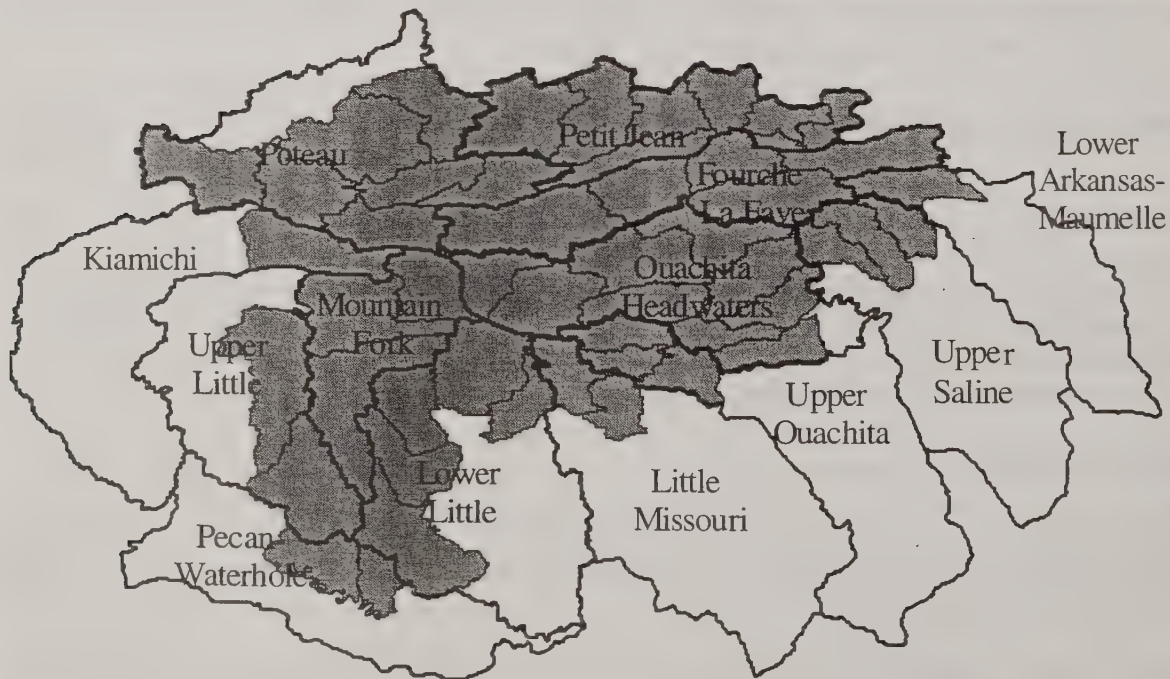 Petit Jean
Poteau
Lower
Arkansas-
Maumelle
Fourche
La Fave
Kiamichi
Ouachita
Headwaters
Mountain
Fork
Upper
Little
Upper
Saline
Upper
Ouachita
Lower
Little
Little
Missouri
Pecan-
Waterhole